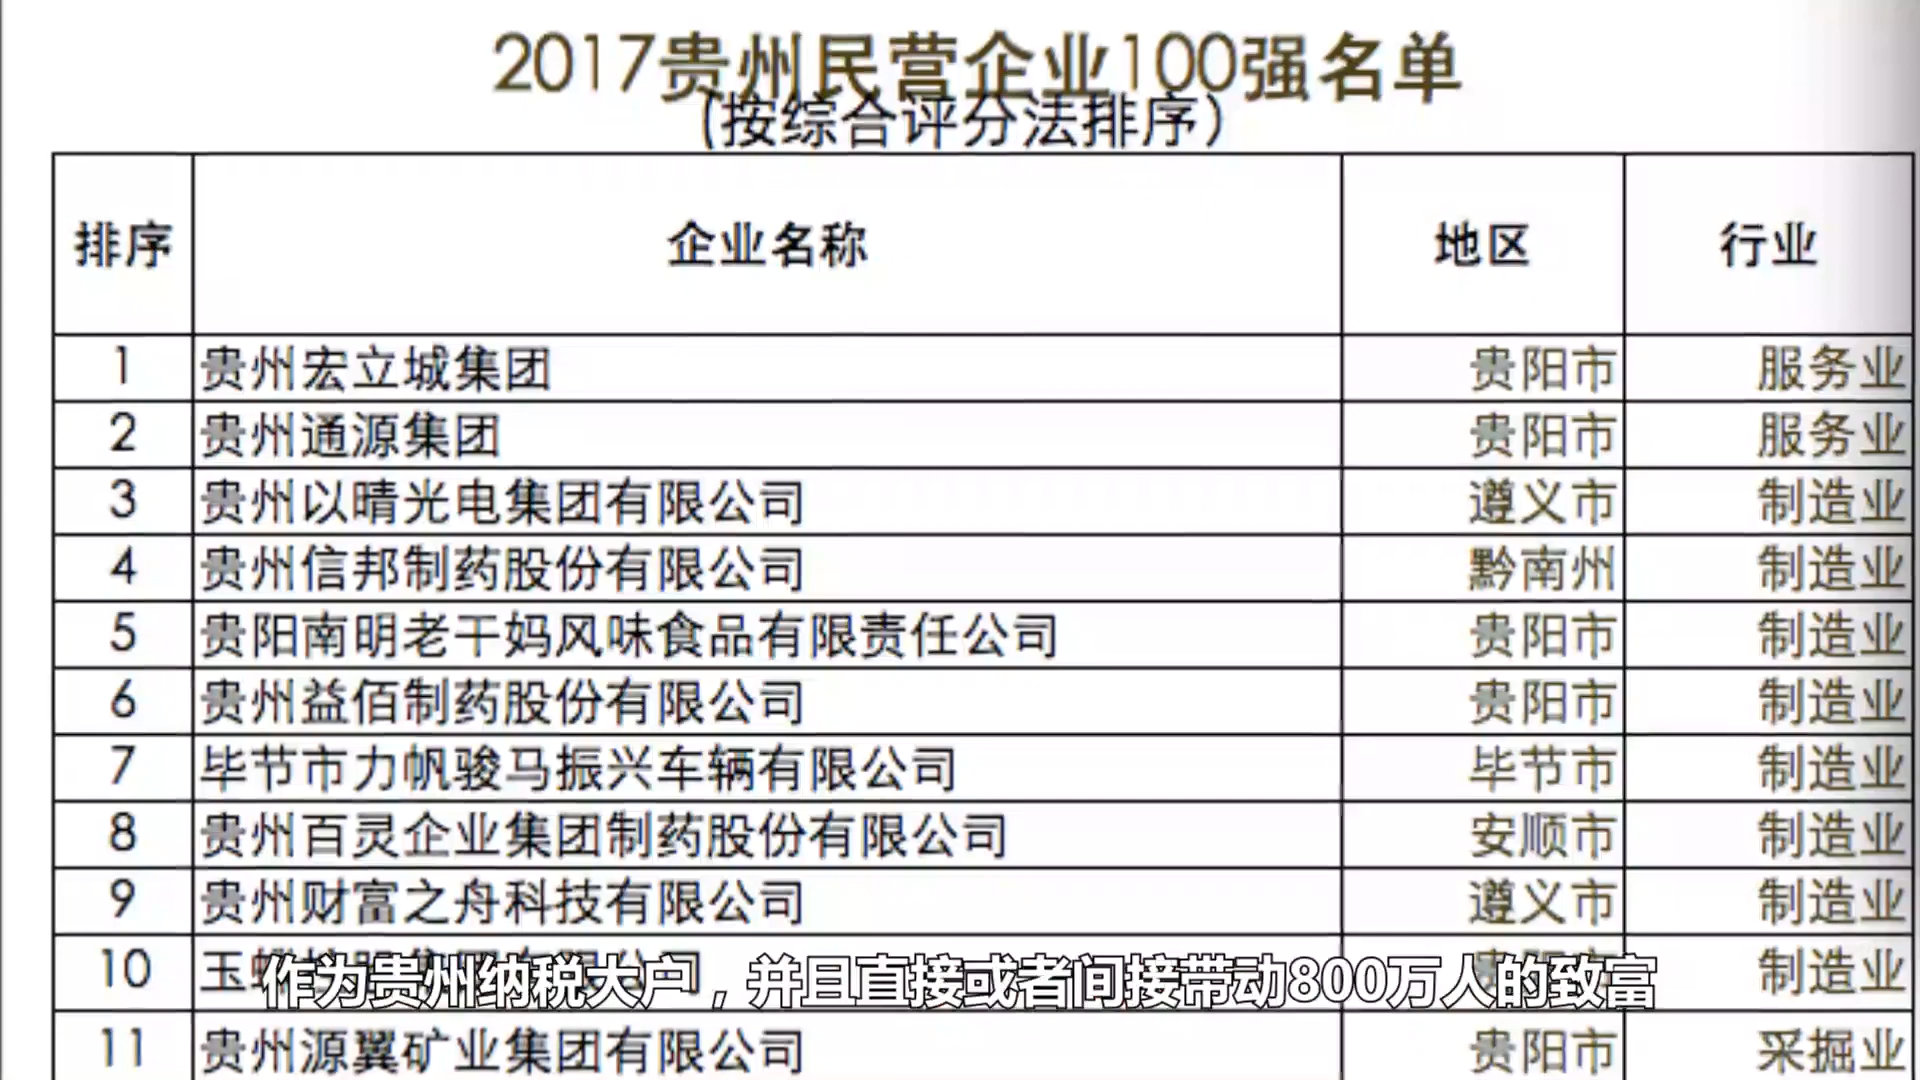 2017贵州民营企业100强名单
(按综合评分法排序)
排序 企业名称 地区 行业
1 贵州宏立城集团 贵阳市 服务业
2 贵州通源集团 贵阳市 服务业
3 贵州以晴光电集团有限公司 遵义市 制造业
4 贵州信邦制药股份有限公司 黔南州 制造业
5 贵阳南明老干妈风味食品有限责任公司 贵阳市 制造业
6 贵州益佰制药股份有限公司 贵阳市 制造业
7 毕节市力帆骏马振兴车辆有限公司 毕节市 制造业
8 贵州百灵企业集团制药股份有限公司 安顺市 制造业
9 贵州财富之舟科技有限公司 遵义市 制造业
10 玉 制造业
作为贵州纳税大户，并且直接或者间接带动800万人的致富
11 贵州源翼矿业集团有限公司 贵阳市 采掘业